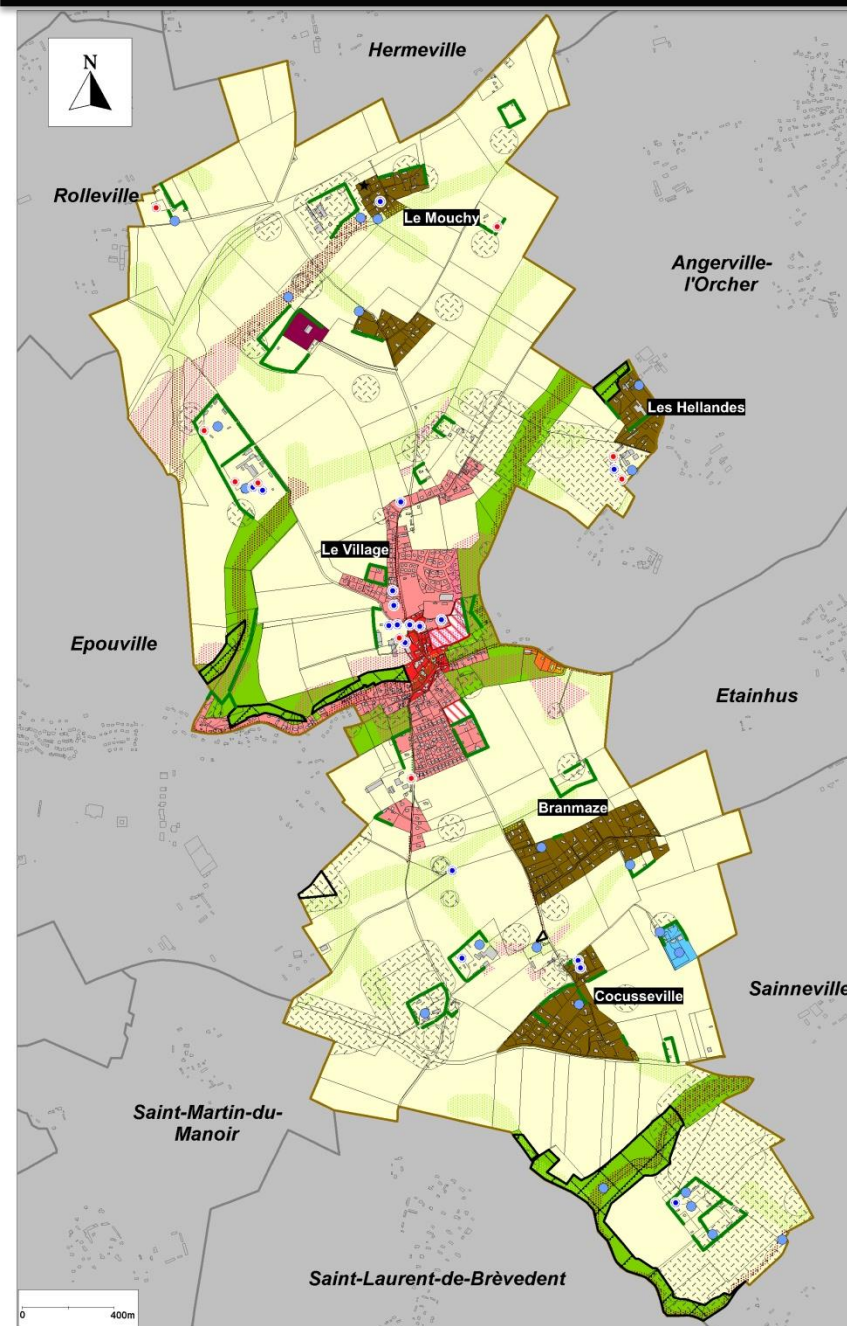 Hermeville
N
Rolleville
Le Mouchy
Angerville-
l'Orcher
Les Hellandes
Le Village
Epouville
Etainhus
Branmaze
Sainneville
Cocusseville
Saint-Martin-du-
Manoir
Saint-Laurent-de-Brèvedent
0 400m